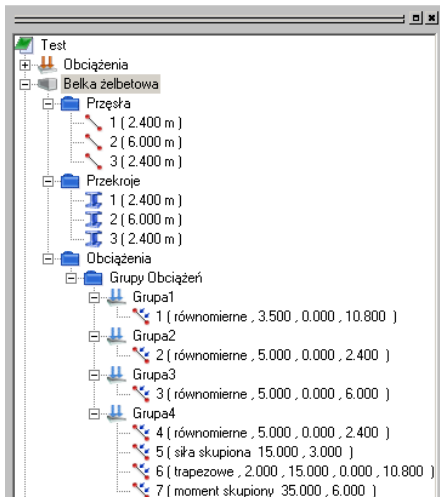 Test
Obciążenia
Belka żelbetowa
Przęsła
1 ( 2.400 m )
2 ( 6.000 m )
3 ( 2.400 m )
Przekroje
1 ( 2.400 m )
2 ( 6.000 m )
3 ( 2.400 m )
Obciążenia
Grupy Obciążeń
Grupa1
1 ( równomierne , 3.500 , 0.000 , 10.800 )
Grupa2
2 ( równomierne , 5.000 , 0.000 , 2.400 )
Grupa3
3 ( równomierne , 5.000 , 0.000 , 6.000 )
Grupa4
4 ( równomierne , 5.000 , 0.000 , 2.400 )
5 ( siła skupiona 15.000 , 3.000 )
6 ( trapezowe , 2.000 , 15.000 , 0.000 , 10.800 )
7 ( moment skupiony 35.000 , 6.000 )